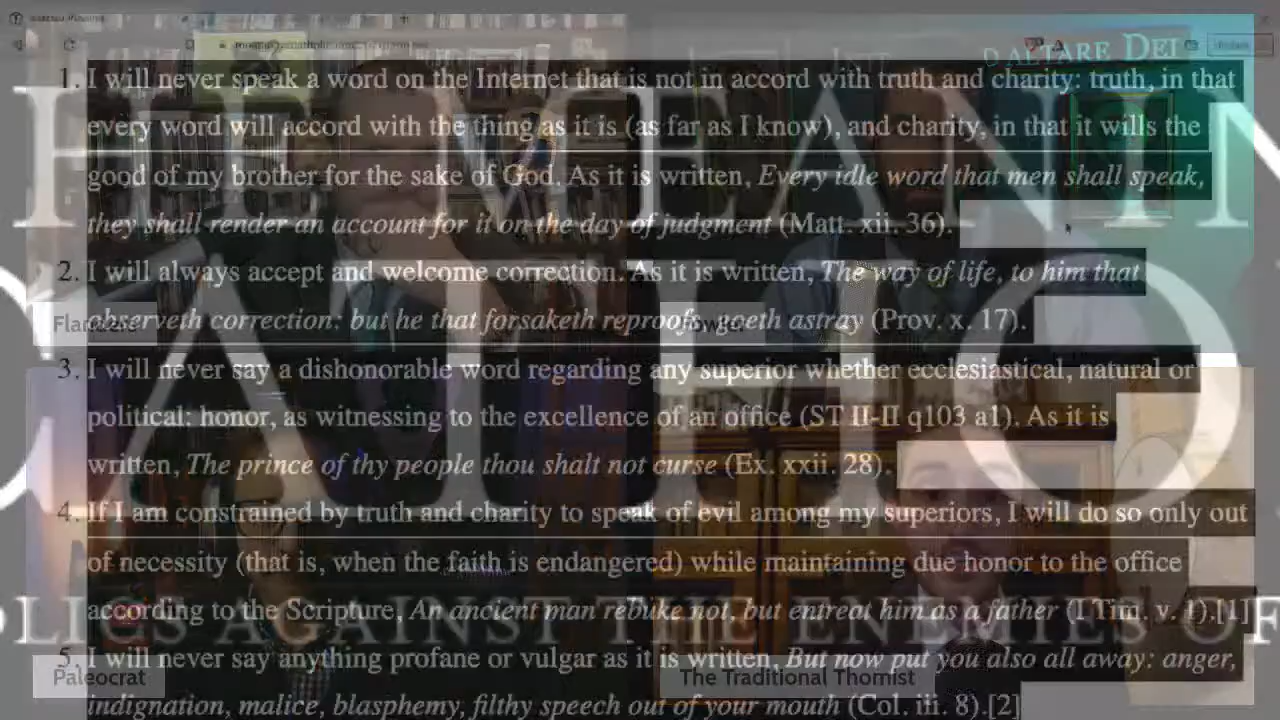 D ALTARE DEI
1. I will never speak a word on the Internet that is not in accord with truth and charity: truth, in that
every word will accord with the thing as it is (as far as I know), and charity, in that it wills the
good of my brother for the sake of God. As it is written, Every idle word that men shall speak,
they shall render an account for it on the day of judgment (Matt. xii. 36).
2. I will always accept and welcome correction. As it is written, The way of life, to him that
observeth correction: but he that forsaketh reproofs goeth astray (Prov. x. 17).
3. I will never say a dishonorable word regarding any superior whether ecclesiastical, natural or
political: honor, as witnessing to the excellence of an office (ST II-II q103 a1). As it is
written, The prince of thy people thou shalt not curse (Ex. xxii. 28).
4. If I am constrained by truth and charity to speak of evil among my superiors, I will do so only out
of necessity (that is, when the faith is endangered) while maintaining due honor to the office
according to the Scripture, An ancient man rebuke not, but entreat him as a father (I Tim. v. 1).[1]
5. I will never say anything profane or vulgar as it is written, But now put you also all away: anger,
indignation, malice, blasphemy, filthy speech out of your mouth (Col. iii. 8).[2]
HE MEANIN
CATHO
LICS AGAINST THE ENEMIES OF
Flanders
Paleocrat
The Traditional Thomist